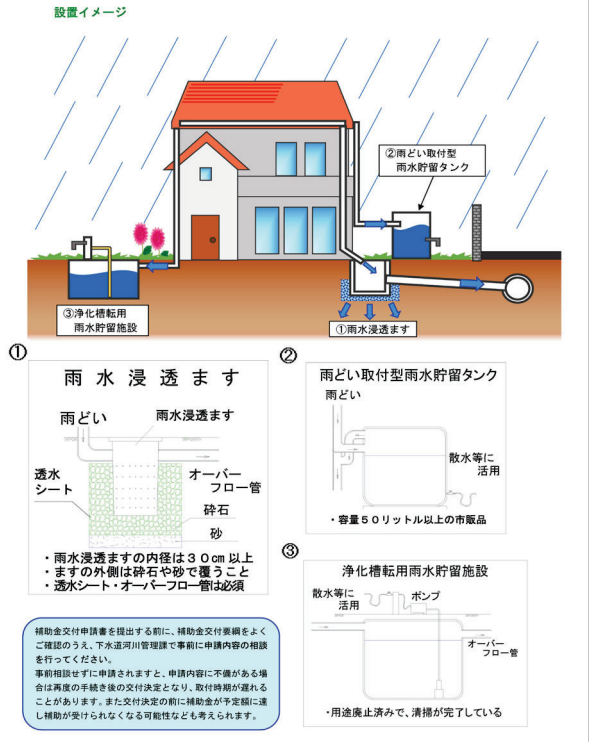 設置イメージ
②雨どい取付型
雨水貯留タンク
③浄化槽転用
雨水貯留施設
①雨水浸透ます
①
雨水浸透ます
雨どい
雨水浸透ます
透水
シート
オーバー
フロー管
砕石
砂
・雨水浸透ますの内径は30cm以上
・ますの外側は砕石や砂で覆うこと
・透水シート・オーバーフロー管は必須
②
雨どい取付型雨水貯留タンク
雨どい
散水等に
活用
・容量50リットル以上の市販品
③
浄化槽転用雨水貯留施設
散水等に
活用
ポンプ
オーバー
フロー管
・用途廃止済みで、清掃が完了している
補助金交付申請書を提出する前に、補助金交付要綱をよく
ご確認のうえ、下水道河川管理課で事前に申請内容の相談
を行ってください。
事前相談せずに申請されますと、申請内容に不備がある場
合は再度の手続き後の交付決定となり、取付時期が遅れる
ことがあります。また交付決定の前に補助金が予定額に達
し補助が受けられなくなる可能性なども考えられます。